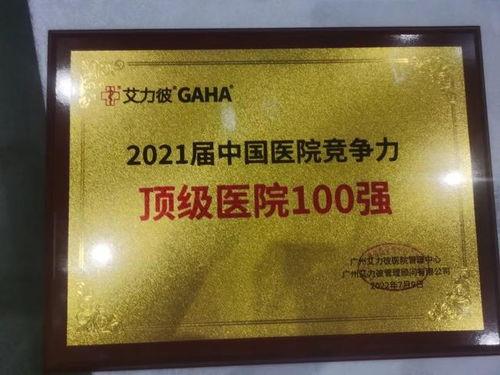 艾力彼® GAHA®
2021届中国医院竞争力
顶级医院100强
广州艾力彼医院管理中心
广州艾力彼管理顾问有限公司
2022年7月9日